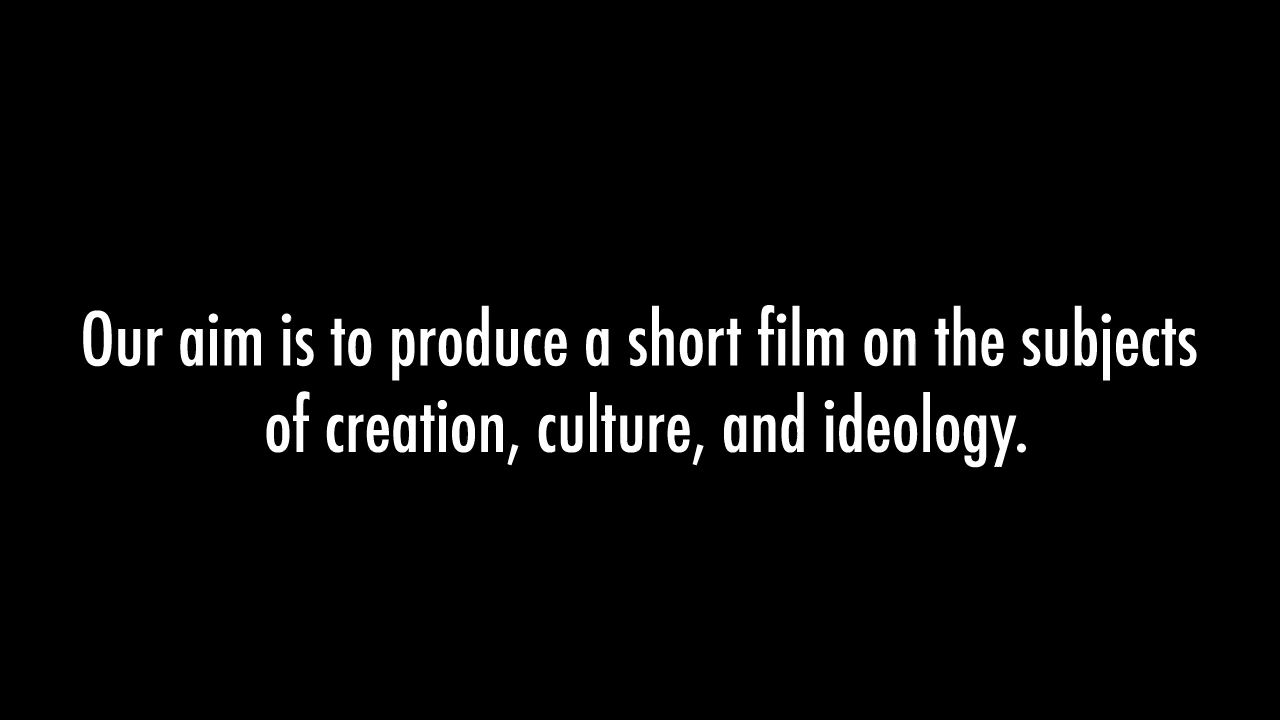 Our aim is to produce a short film on the subjects
of creation, culture, and ideology.